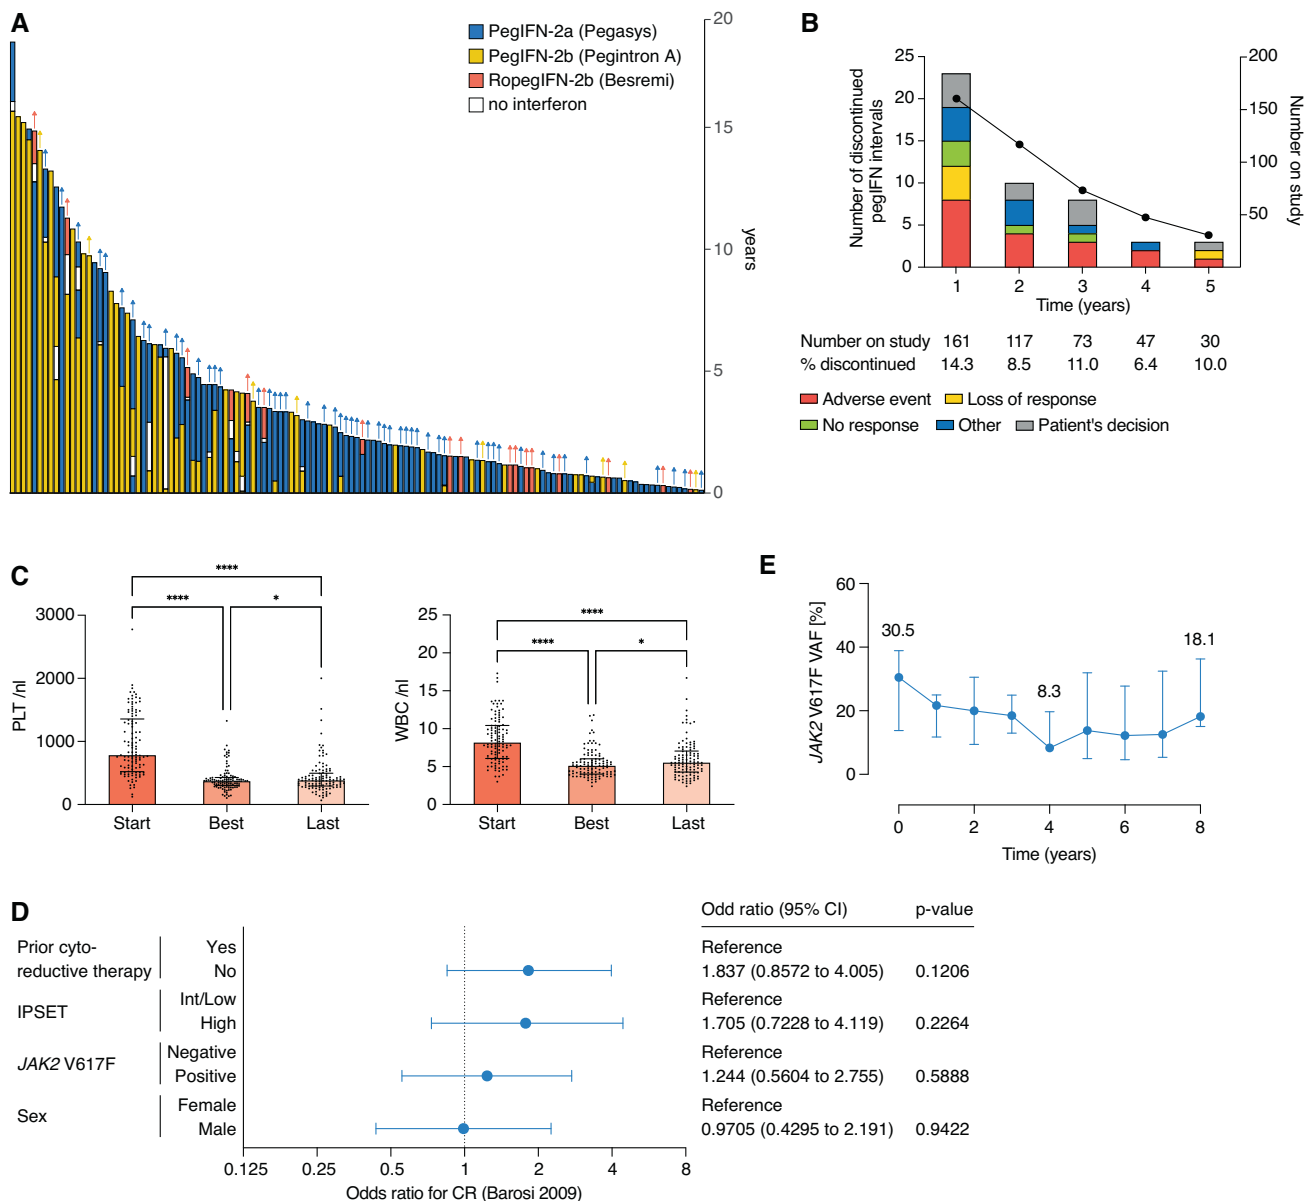 A
PegIFN-2a (Pegasys)
PegIFN-2b (Pegintron A)
RopegIFN-2b (Besremi)
no interferon
20
15
10
5
0
years
B
Number of discontinued
pegIFN intervals
25
20
15
10
5
0
200
150
100
50
Number on study
1 2 3 4 5
Time (years)
Number on study 161 117 73 47 30
% discontinued 14.3 8.5 11.0 6.4 10.0
Adverse event Loss of response
No response Other Patient's decision
C
PLT /nl
3000
2000
1000
0
**** 
**** *
Start Best Last
WBC /nl
25
20
15
10
5
0
****
**** *
Start Best Last
E
JAK2 V617F VAF [%]
60
40
20
0
30.5
8.3
18.1
0 2 4 6 8
Time (years)
D
Odd ratio (95% CI) p-value
Prior cyto-
reductive therapy
Yes Reference
No 1.837 (0.8572 to 4.005) 0.1206
IPSET
Int/Low Reference
High 1.705 (0.7228 to 4.119) 0.2264
JAK2 V617F
Negative Reference
Positive 1.244 (0.5604 to 2.755) 0.5888
Sex
Female Reference
Male 0.9705 (0.4295 to 2.191) 0.9422
0.125 0.25 0.5 1 2 4 8
Odds ratio for CR (Barosi 2009)